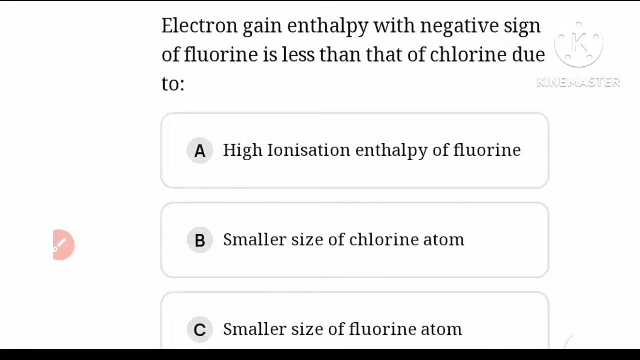 Electron gain enthalpy with negative sign
of fluorine is less than that of chlorine due
to:
KINEMASTER
A High Ionisation enthalpy of fluorine
B Smaller size of chlorine atom
C Smaller size of fluorine atom